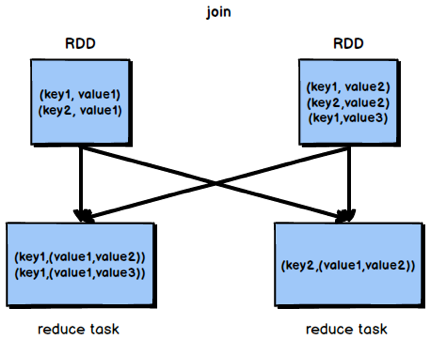 join
RDD
RDD
(key1, value1)
(key2, value1)
(key1, value2)
(key2,value2)
(key1,value3)
(key1,(value1,value2))
(key1,(value1,value3))
(key2,(value1,value2))
reduce task
reduce task